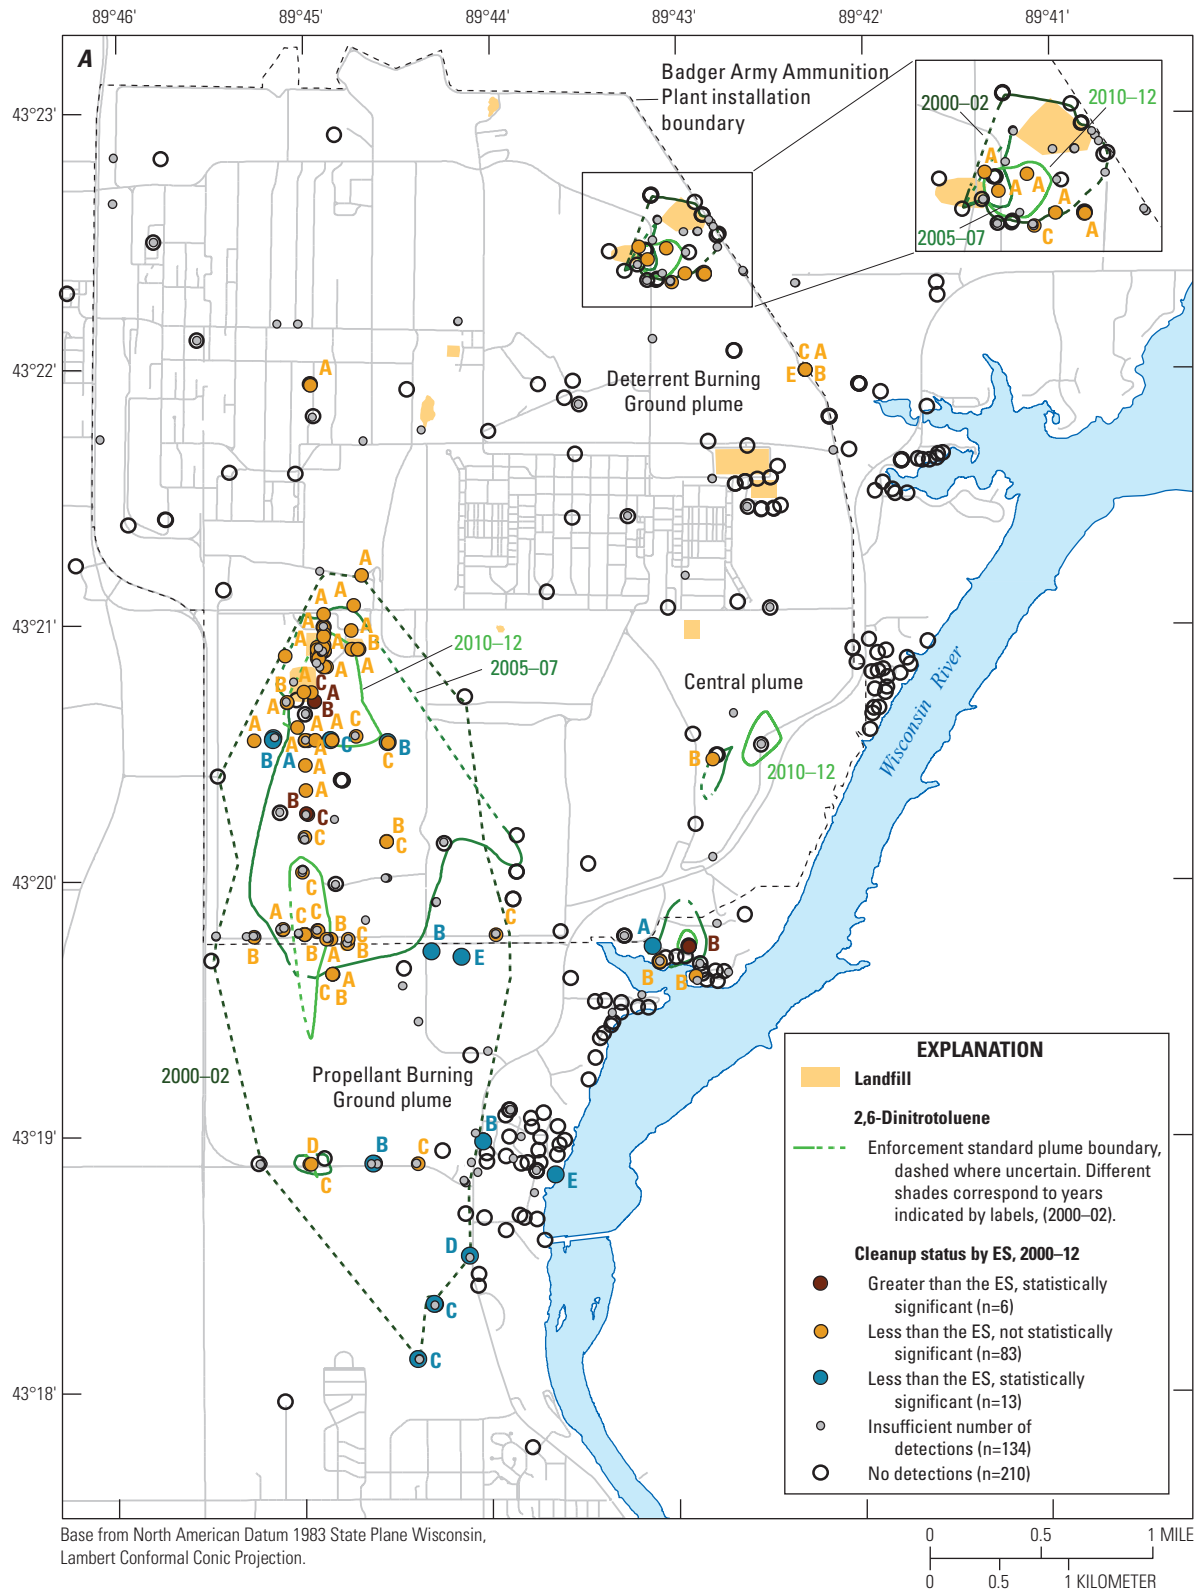 89°46' 89°45' 89°44' 89°43' 89°42' 89°41'
A
43°23'
43°22'
43°21'
43°20'
43°19'
43°18'
Badger Army Ammunition
Plant installation
boundary
2000–02
2010–12
A
A
A
A
A
C
2005–07
Deterrent Burning
Ground plume
C A
E B
A
A
A
A
A
A
A
B
A
A
2010–12
2005–07
B
A
C
A
B
A
A
A
A
C
B
A
C
B
C
A
A
B
C
C
B
C
C
A
C
C
B
C
B
B
B
A
A
C
B
C
B
E
Central plume
B
2010–12
Wisconsin River
A
B
B
B
2000–02
Propellant Burning
Ground plume
B
D
B
C
C
E
D
C
C
EXPLANATION
Landfill
2,6-Dinitrotoluene
Enforcement standard plume boundary,
dashed where uncertain. Different
shades correspond to years
indicated by labels, (2000–02).
Cleanup status by ES, 2000–12
Greater than the ES, statistically
significant (n=6)
Less than the ES, not statistically
significant (n=83)
Less than the ES, statistically
significant (n=13)
Insufficient number of
detections (n=134)
No detections (n=210)
Base from North American Datum 1983 State Plane Wisconsin,
Lambert Conformal Conic Projection.
0 0.5 1 MILE
0 0.5 1 KILOMETER